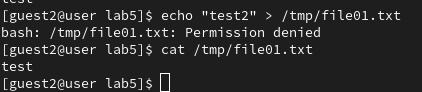 [guest2@user lab5]$ echo "test2" > /tmp/file01.txt
bash: /tmp/file01.txt: Permission denied
[guest2@user lab5]$ cat /tmp/file01.txt
test
[guest2@user lab5]$